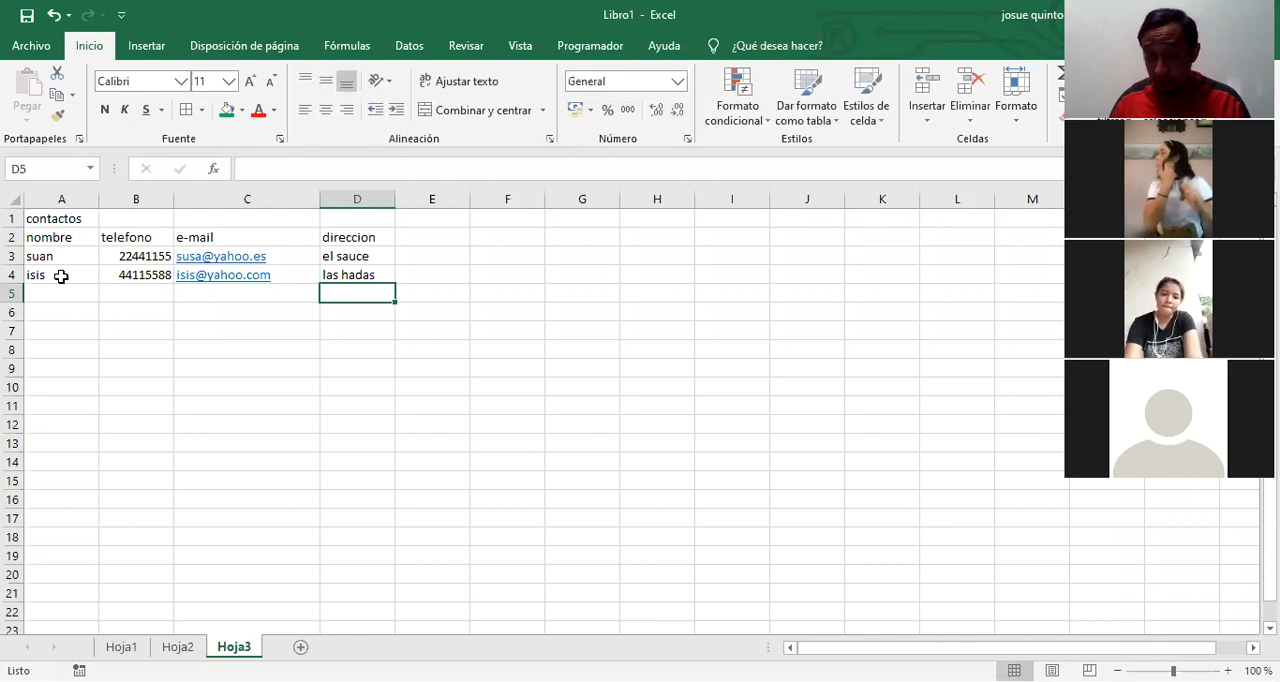 Libro1 - Excel
josue quinto
Archivo
Inicio
Insertar
Disposición de página
Fórmulas
Datos
Revisar
Vista
Programador
Ayuda
¿Qué desea hacer?
Pegar
Portapapeles
Calibri
11
N K S
Fuente
Ajustar texto
Combinar y centrar
Alineación
General
% 000
Número
Formato condicional
Dar formato como tabla
Estilos de celda
Estilos
Insertar
Eliminar
Formato
Celdas
D5
fx
A B C D E F G H I J K L M
1 contactos
2 nombre telefono e-mail direccion
3 suan 22441155 susa@yahoo.es el sauce
4 isis 44115588 isis@yahoo.com las hadas
5
6
7
8
9
10
11
12
13
14
15
16
17
18
19
20
21
22
23
Hoja1
Hoja2
Hoja3
Listo
100 %